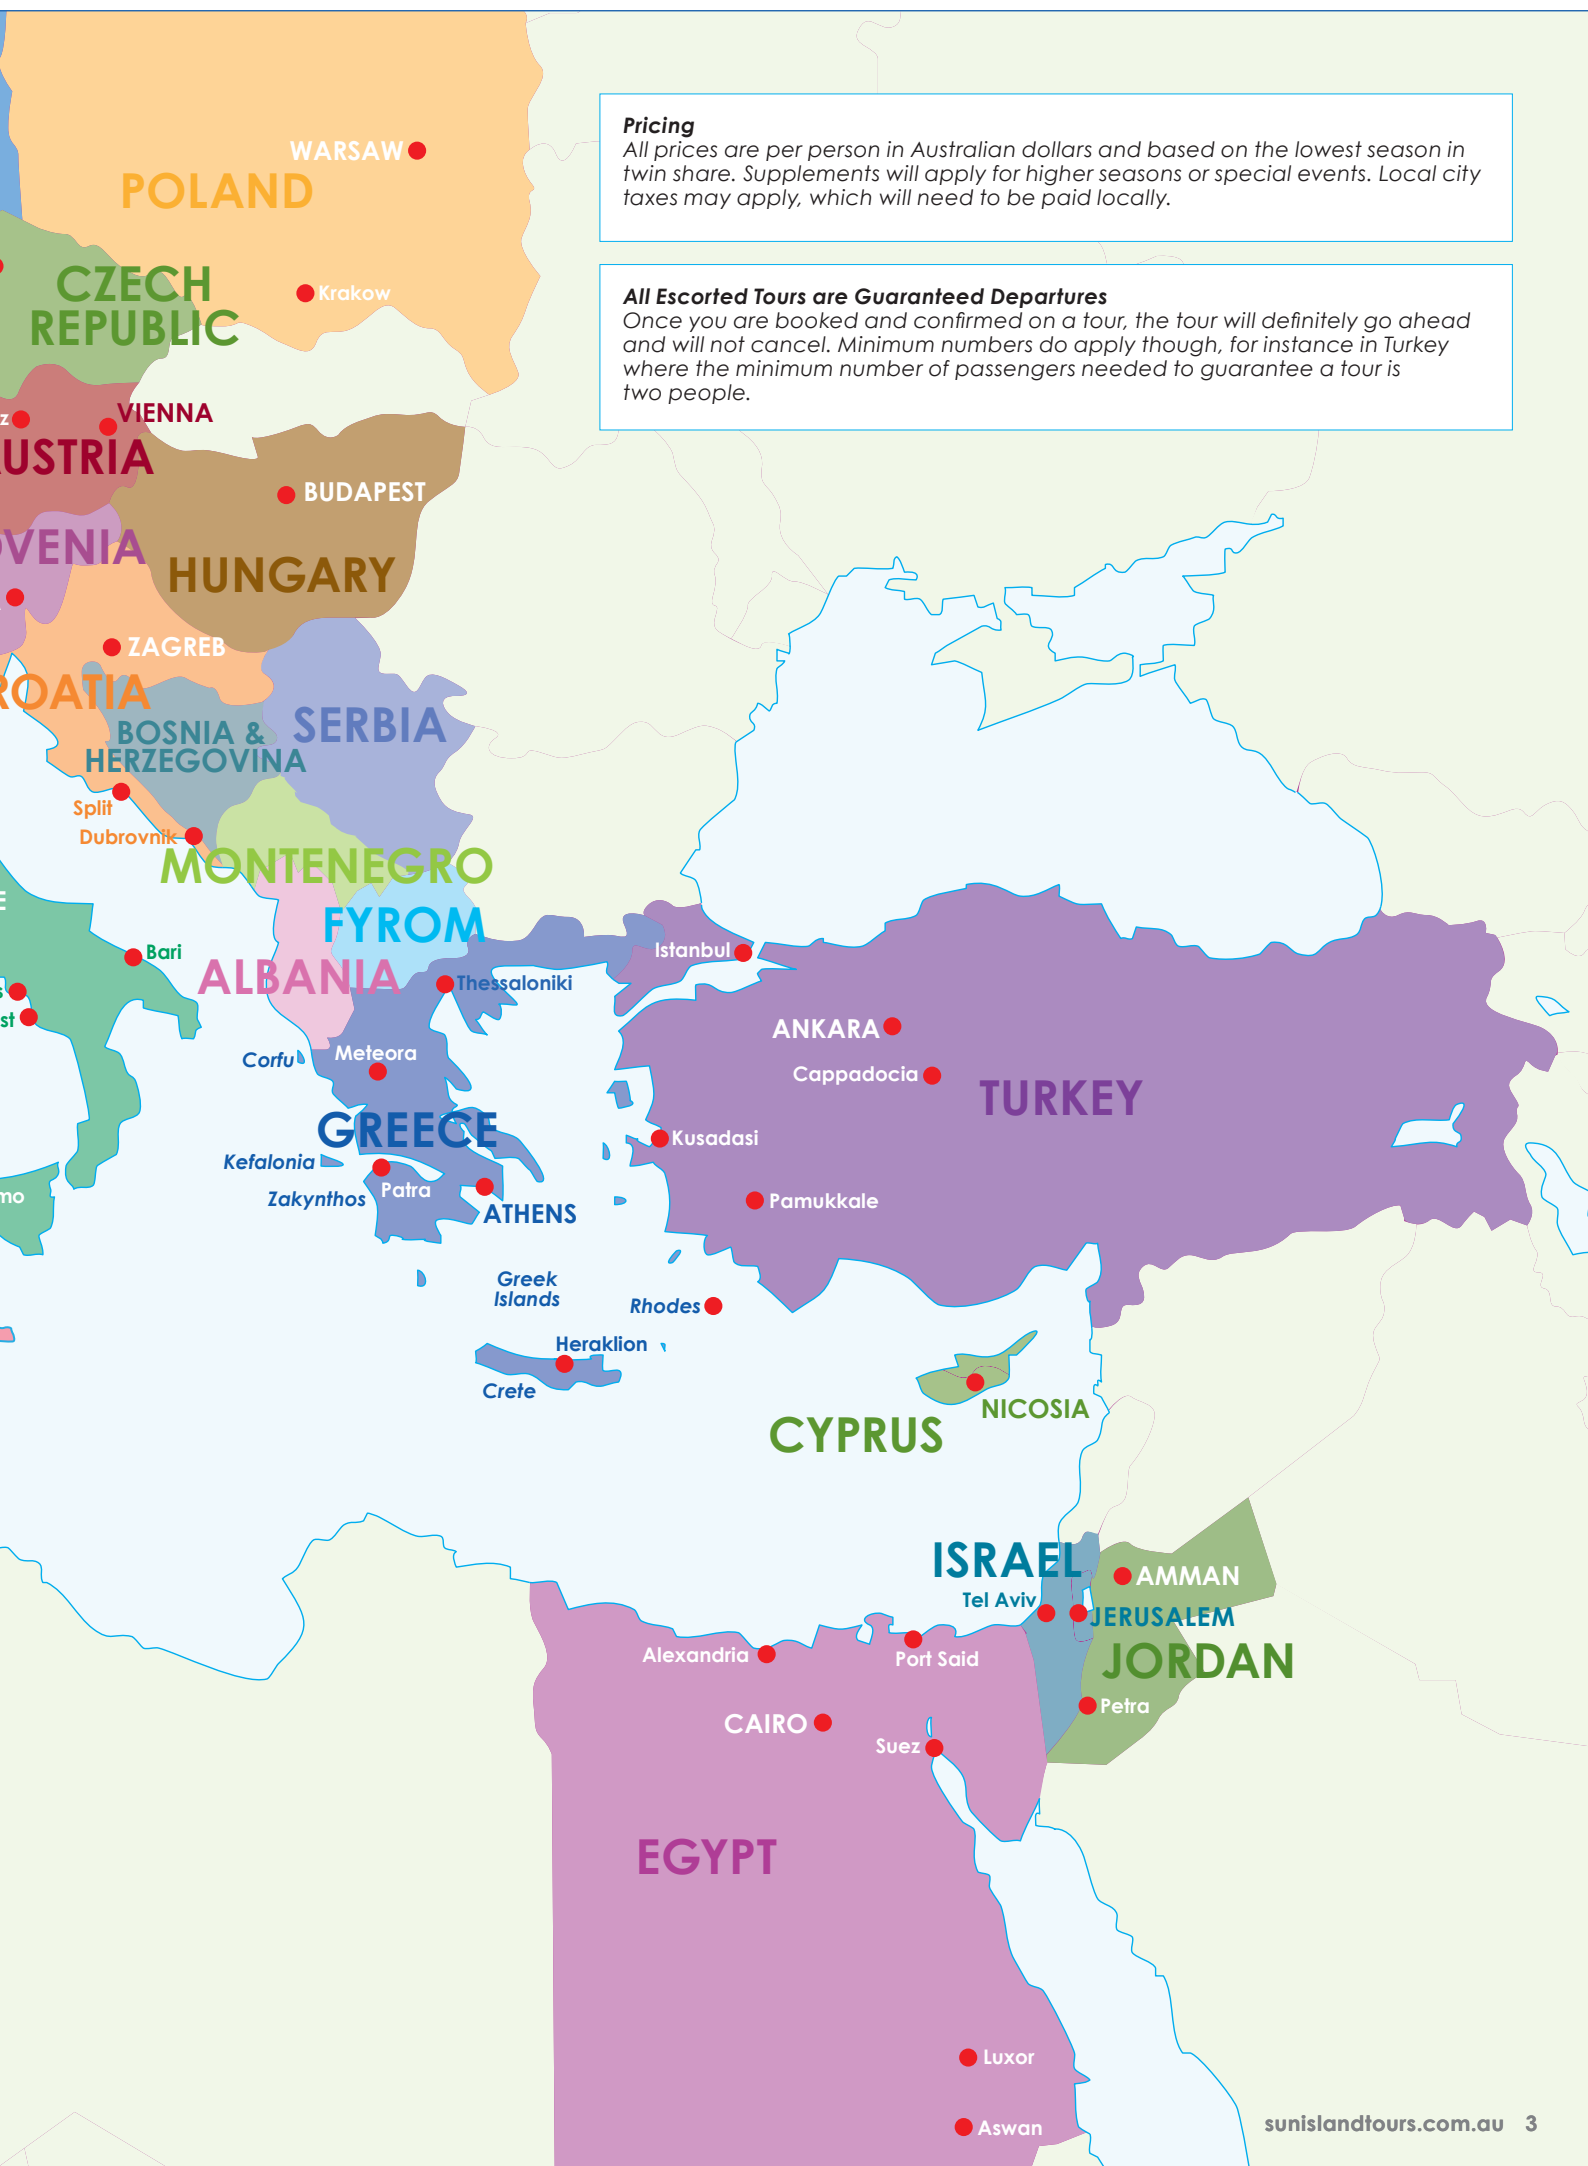 Pricing
All prices are per person in Australian dollars and based on the lowest season in
twin share. Supplements will apply for higher seasons or special events. Local city
taxes may apply, which will need to be paid locally.
All Escorted Tours are Guaranteed Departures
Once you are booked and confirmed on a tour, the tour will definitely go ahead
and will not cancel. Minimum numbers do apply though, for instance in Turkey
where the minimum number of passengers needed to guarantee a tour is
two people.
WARSAW
POLAND
CZECH
REPUBLIC
Krakow
VIENNA
z
USTRIA
BUDAPEST
OVENIA
HUNGARY
ZAGREB
ROATIA
BOSNIA &
HERZEGOVINA
SERBIA
Split
Dubrovnik
MONTENEGRO
E
FYROM
Bari
ALBANIA
s
st
Thessaloniki
Istanbul
ANKARA
Cappadocia
TURKEY
Corfu
Meteora
GREECE
Kusadasi
Kefalonia
Zakynthos
Patra
mo
ATHENS
Pamukkale
Greek
Islands
Rhodes
Heraklion
Crete
CYPRUS
NICOSIA
ISRAEL
Tel Aviv
AMMAN
JERUSALEM
JORDAN
Petra
Alexandria
Port Said
CAIRO
Suez
EGYPT
Luxor
Aswan
sunislandtours.com.au 3